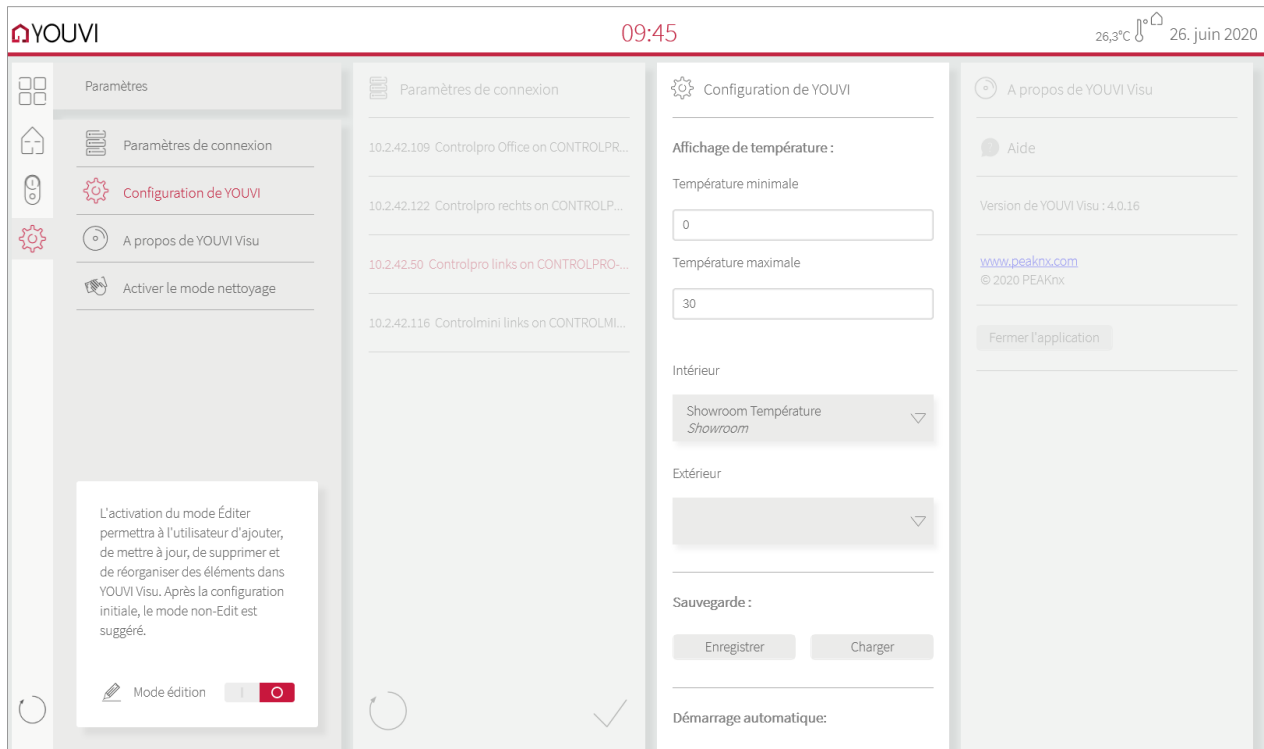 YOUVI
09:45
26,3°C
26. juin 2020
Paramètres
Paramètres de connexion
Configuration de YOUVI
A propos de YOUVI Visu
Activer le mode nettoyage
L'activation du mode Éditer
permettra à l'utilisateur d'ajouter,
de mettre à jour, de supprimer et
de réorganiser des éléments dans
YOUVI Visu. Après la configuration
initiale, le mode non-Edit est
suggéré.
Mode édition
Paramètres de connexion
10.2.42.109 Controlpro Office on CONTROLPR...
10.2.42.122 Controlpro rechts on CONTROLP...
10.2.42.50 Controlpro links on CONTROLPRO-...
10.2.42.116 Controlmini links on CONTROLMI...
Configuration de YOUVI
Affichage de température :
Température minimale
0
Température maximale
30
Intérieur
Showroom Température
Showroom
Extérieur
Sauvegarde :
Enregistrer Charger
Démarrage automatique:
A propos de YOUVI Visu
Aide
Version de YOUVI Visu : 4.0.16
www.peaknx.com
© 2020 PEAKnx
Fermer l'application